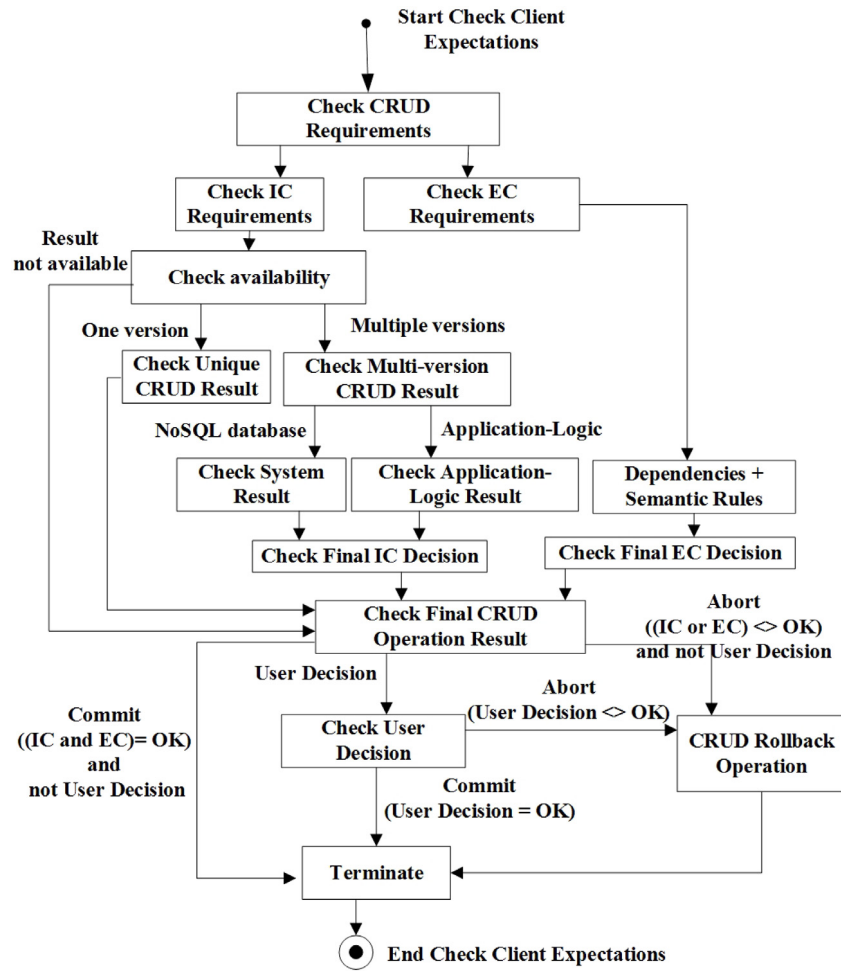 Start Check Client
Expectations
Check CRUD
Requirements
Check IC
Requirements
Check EC
Requirements
Result
not available
Check availability
One version
Multiple versions
Check Unique
CRUD Result
Check Multi-version
CRUD Result
NoSQL database
Application-Logic
Check System
Result
Check Application-
Logic Result
Dependencies +
Semantic Rules
Check Final IC Decision
Check Final EC Decision
Check Final CRUD
Operation Result
Abort
((IC or EC) <> OK)
and not User Decision
User Decision
Abort
(User Decision <> OK)
Commit
((IC and EC)= OK)
and
not User Decision
Check User
Decision
CRUD Rollback
Operation
Commit
(User Decision = OK)
Terminate
End Check Client Expectations